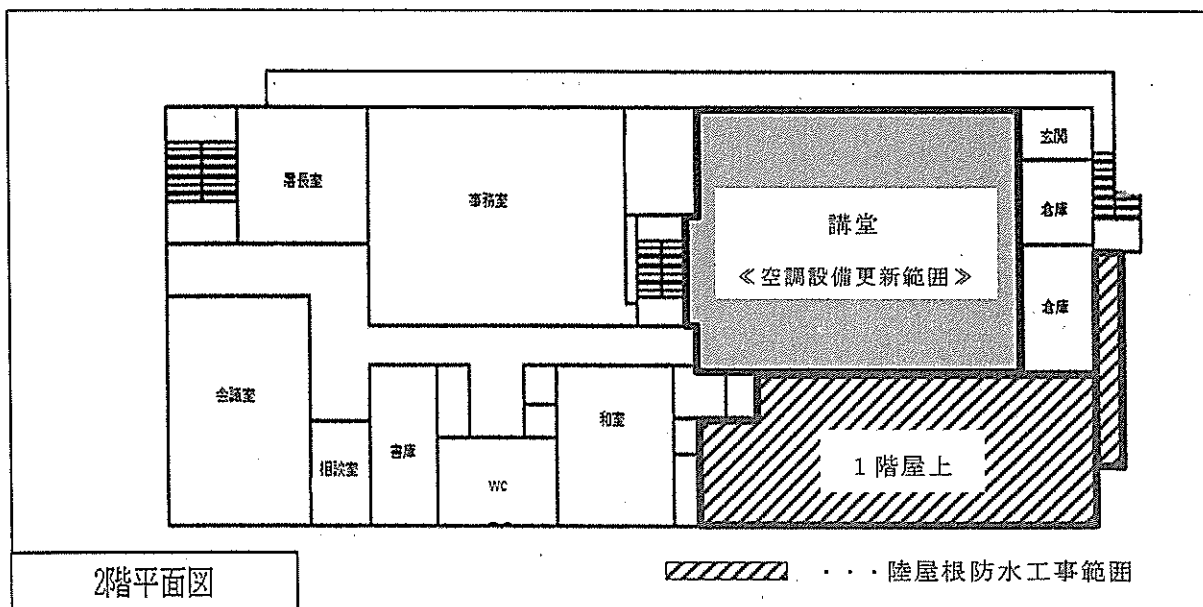 玄関
署長室
事務室
講堂
倉庫
≪空調設備更新範囲≫
倉庫
会議室
書庫
和室
相談室
WC
1階屋上
2階平面図
・・・陸屋根防水工事範囲